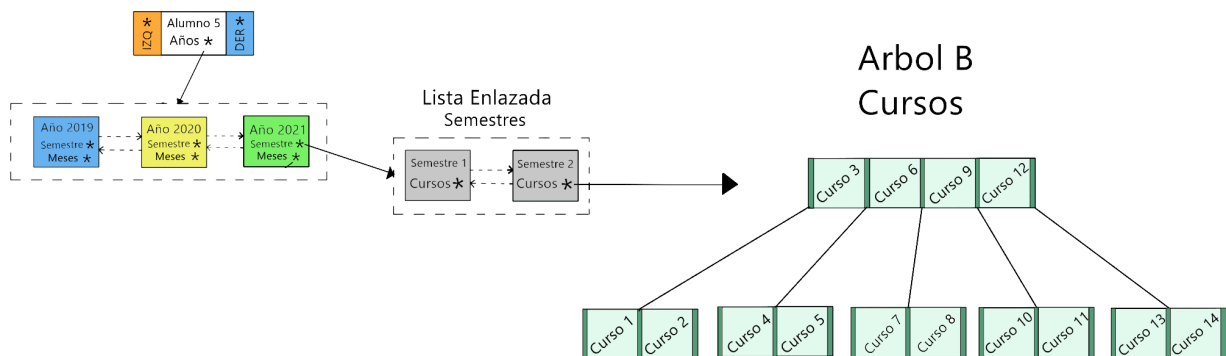 IZQ *
Alumno 5
Años *
DER *
Año 2019
Semestre *
Meses *
Año 2020
Semestre *
Meses *
Año 2021
Semestre *
Meses *
Lista Enlazada
Semestres
Semestre 1
Cursos *
Semestre 2
Cursos *
Arbol B
Cursos
Curso 3
Curso 6
Curso 9
Curso 12
Curso 1
Curso 2
Curso 4
Curso 5
Curso 7
Curso 8
Curso 10
Curso 11
Curso 13
Curso 14